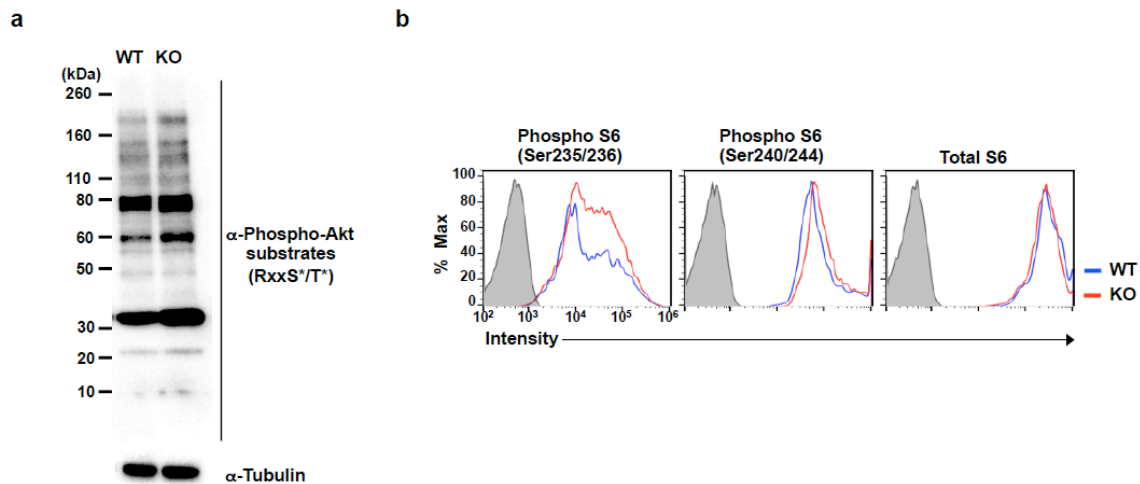 a
WT KO
(kDa)
260
160
110
80
60
50
30
20
10
α-Phospho-Akt
substrates
(RxxS*/T*)
α-Tubulin
b
Phospho S6
(Ser235/236)
Phospho S6
(Ser240/244)
Total S6
% Max
100
80
60
40
20
0
10² 10³ 10⁴ 10⁵ 10⁶
Intensity
WT
KO